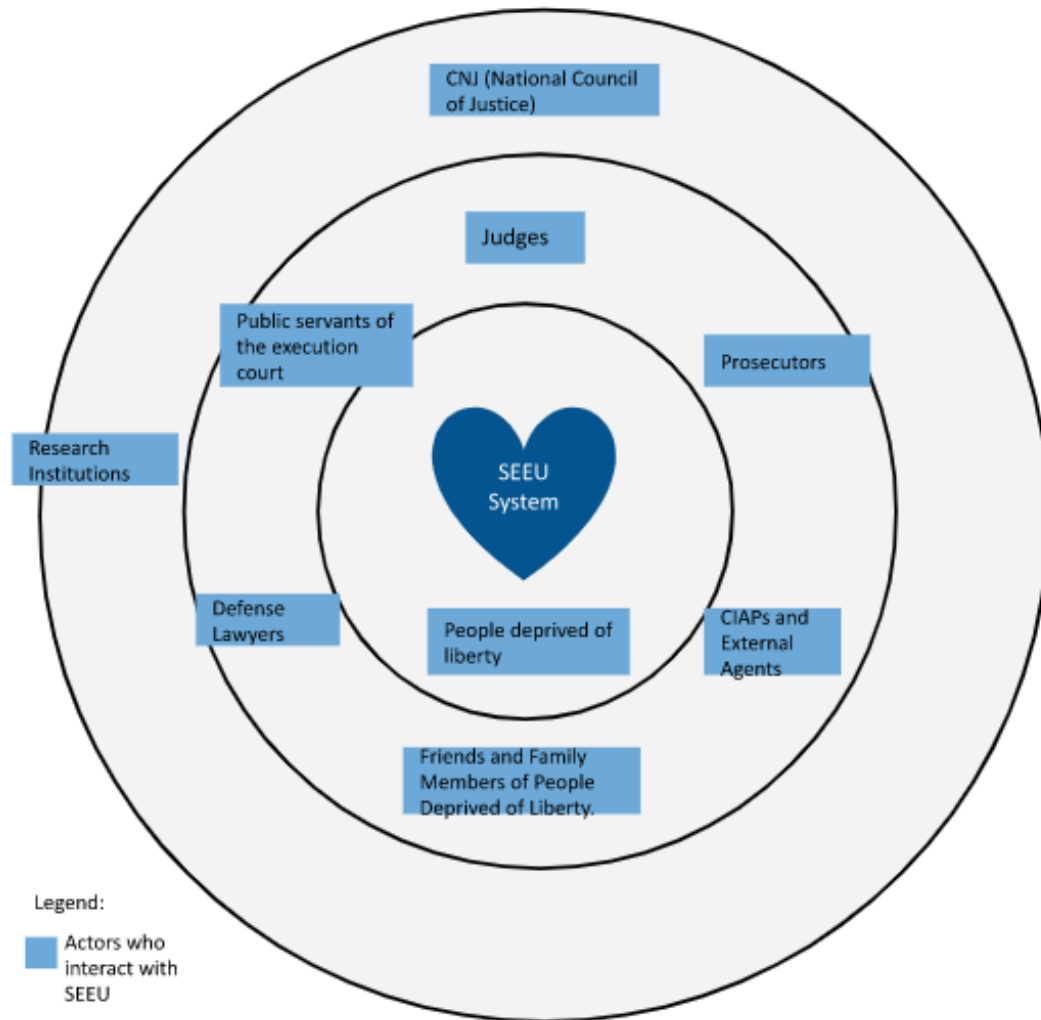 CNJ (National Council
of Justice)
Judges
Public servants of
the execution
court
Prosecutors
Research
Institutions
SEEU
System
Defense
Lawyers
People deprived of
liberty
CIAPs and
External
Agents
Friends and Family
Members of People
Deprived of Liberty.
Legend:
Actors who
interact with
SEEU